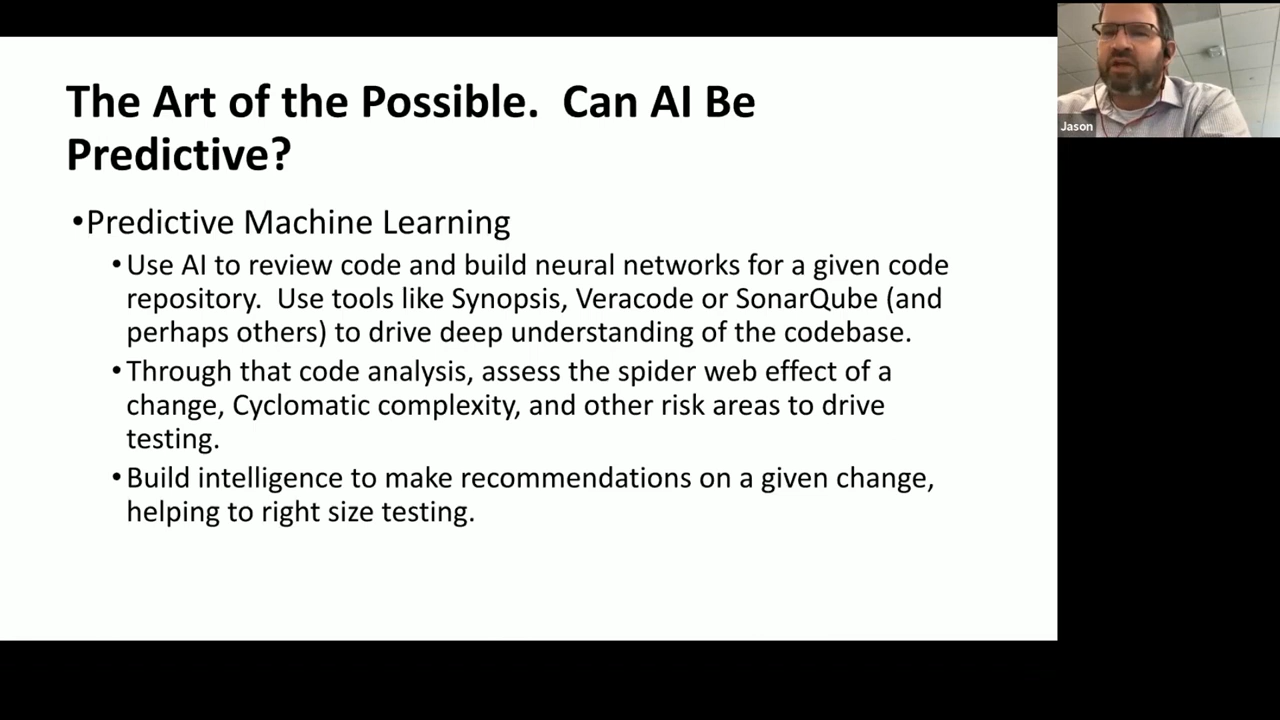 The Art of the Possible.  Can AI Be
Predictive?
•Predictive Machine Learning
•Use AI to review code and build neural networks for a given code
repository.  Use tools like Synopsis, Veracode or SonarQube (and
perhaps others) to drive deep understanding of the codebase.
•Through that code analysis, assess the spider web effect of a
change, Cyclomatic complexity, and other risk areas to drive
testing.
•Build intelligence to make recommendations on a given change,
helping to right size testing.
Jason